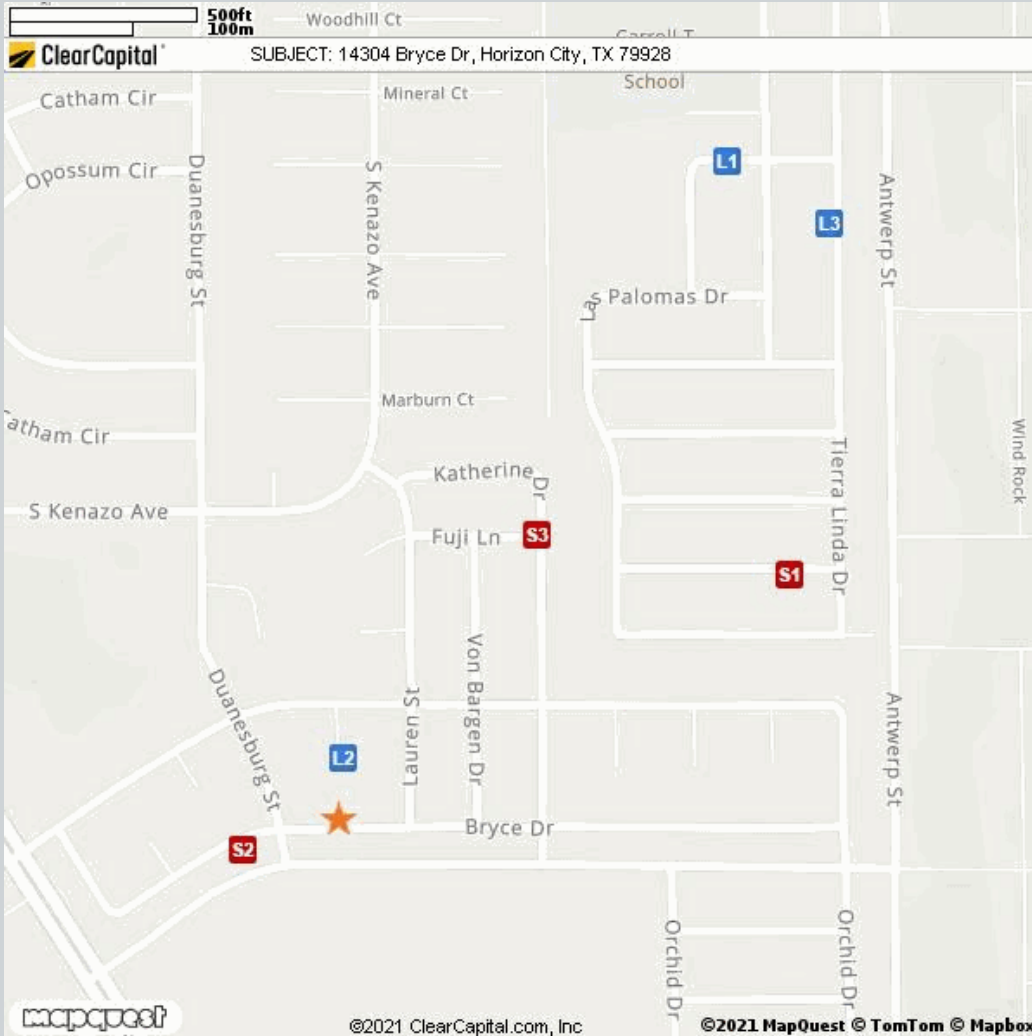 500ft
100m
Woodhill Ct
Carroll T
ClearCapital
SUBJECT: 14304 Bryce Dr, Horizon City, TX 79928
School
Catham Cir
Mineral Ct
Opossum Cir
Duanesburg St
S Kenazo Ave
L1
Antwerp St
L3
Las Palomas Dr
Marburn Ct
Catham Cir
Wind Rock
Katherine Dr
Tierra Linda Dr
S Kenazo Ave
Fuji Ln
S3
S1
Von Bargen Dr
Duanesburg St
Lauren St
Antwerp St
L2
Bryce Dr
S2
Orchid Dr
Orchid Dr
mapquest
©2021 ClearCapital.com, Inc
©2021 MapQuest © TomTom © Mapbox